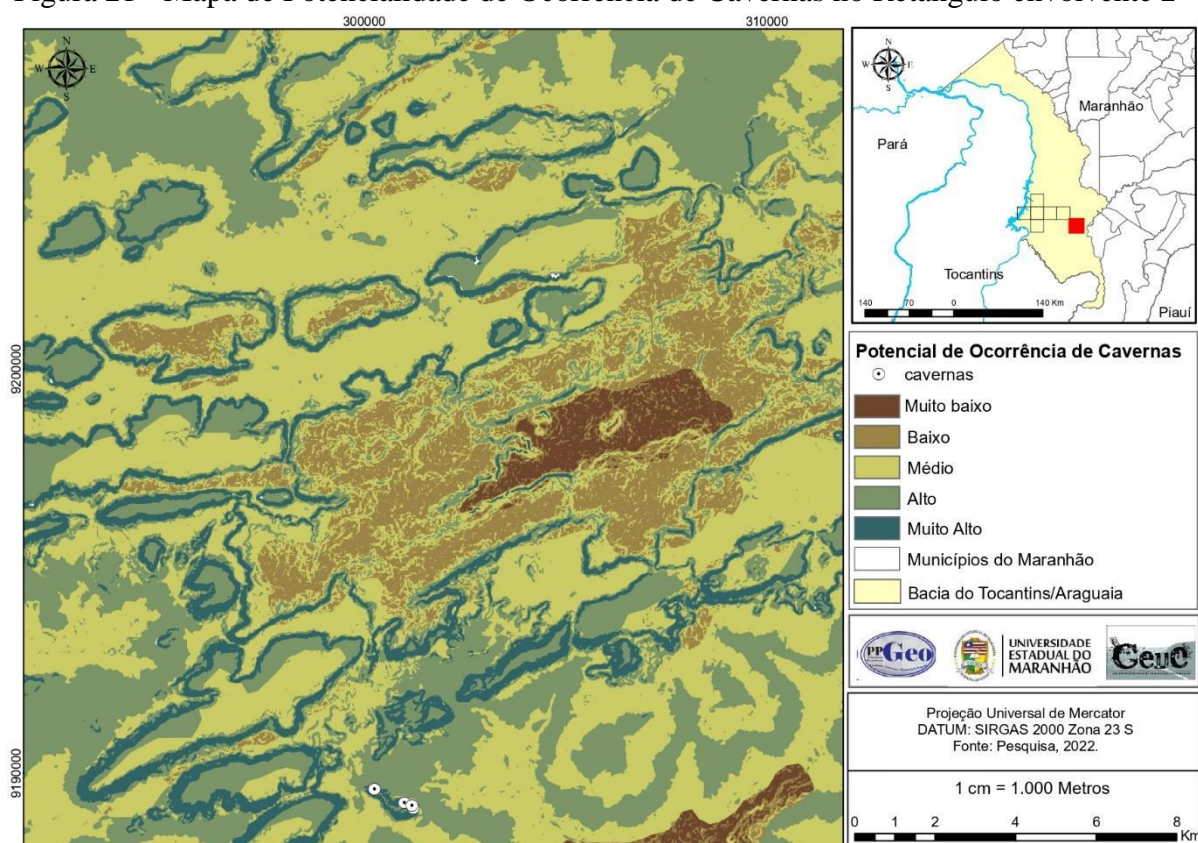 Figura 21 - Mapa de Potencialidade de Ocorrência de Cavernas no Retângulo envolvente 2
300000
310000
9200000
9190000
N
W E
S
N
W E
S
Maranhão
Pará
Tocantins
Piauí
140 70 0 140 Km
Potencial de Ocorrência de Cavernas
cavernas
Muito baixo
Baixo
Médio
Alto
Muito Alto
Municípios do Maranhão
Bacia do Tocantins/Araguaia
PPGeo
UNIVERSIDADE
ESTADUAL DO
MARANHÃO
GeuC
Projeção Universal de Mercator
DATUM: SIRGAS 2000 Zona 23 S
Fonte: Pesquisa, 2022.
1 cm = 1.000 Metros
0 1 2 4 6 8
Km